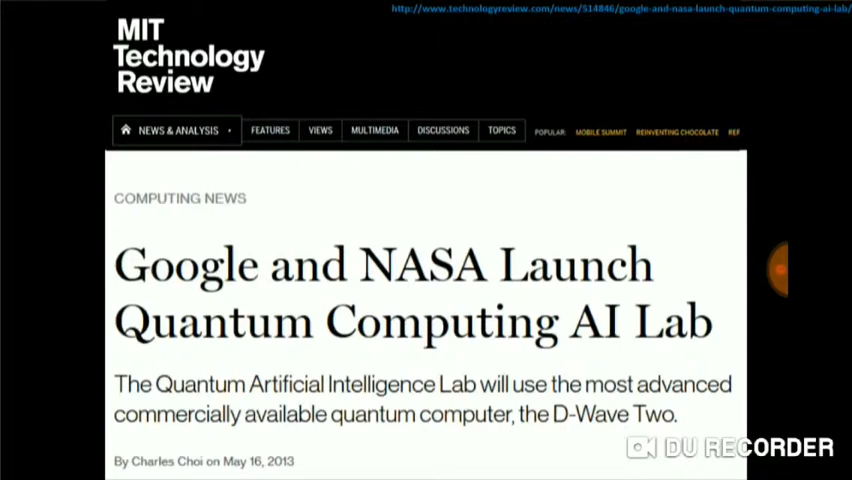 http://www.technologyreview.com/news/514846/google-and-nasa-launch-quantum-computing-ai-lab/
MIT
Technology
Review
NEWS & ANALYSIS
FEATURES
VIEWS
MULTIMEDIA
DISCUSSIONS
TOPICS
POPULAR:
MOBILE SUMMIT
REINVENTING CHOCOLATE
REF
COMPUTING NEWS
Google and NASA Launch
Quantum Computing AI Lab
The Quantum Artificial Intelligence Lab will use the most advanced
commercially available quantum computer, the D-Wave Two.
By Charles Choi on May 16, 2013
DU RECORDER